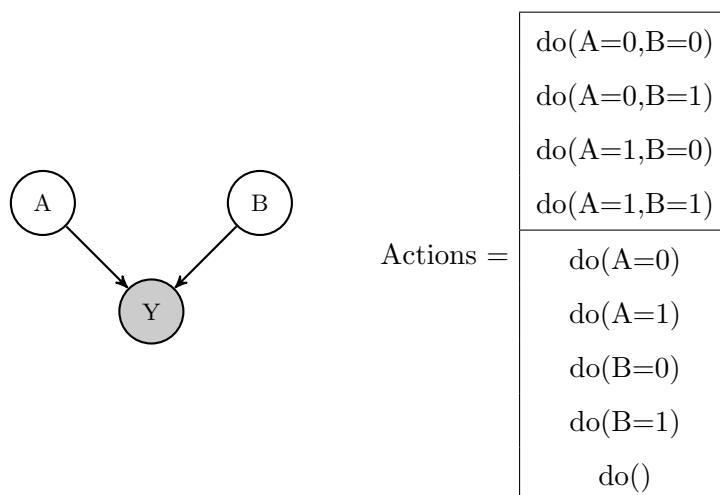 A
B
Y
Actions =
do(A=0,B=0)
do(A=0,B=1)
do(A=1,B=0)
do(A=1,B=1)
do(A=0)
do(A=1)
do(B=0)
do(B=1)
do()